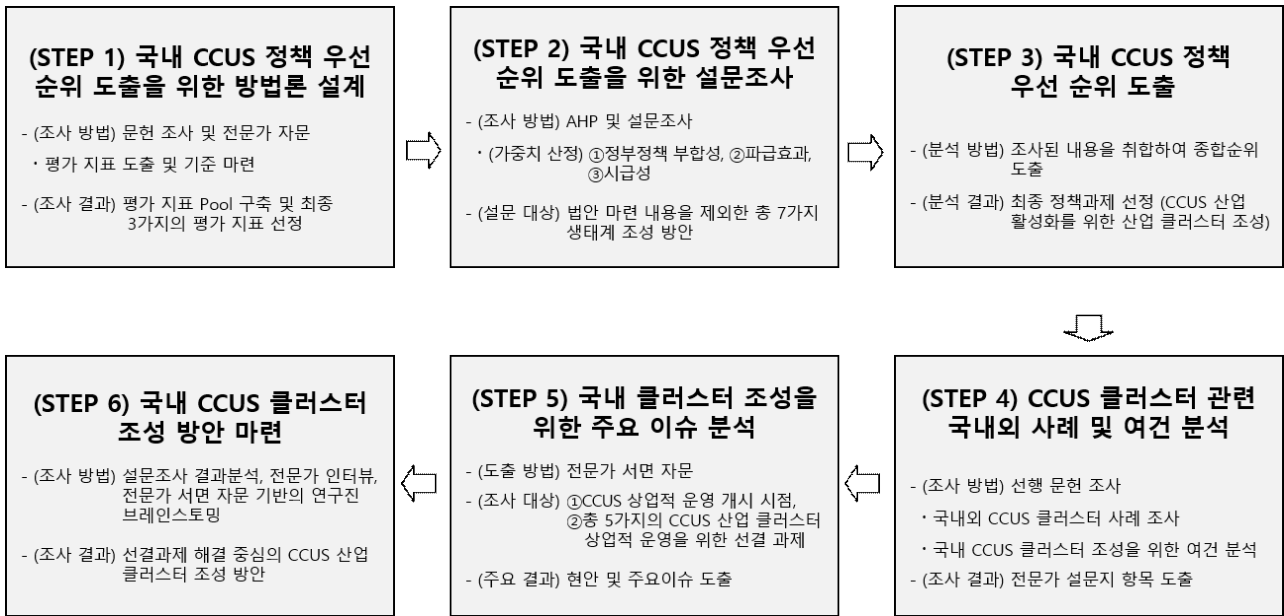 (STEP 1) 국내 CCUS 정책 우선
순위 도출을 위한 방법론 설계
- (조사 방법) 문헌 조사 및 전문가 자문
· 평가 지표 도출 및 기준 마련
- (조사 결과) 평가 지표 Pool 구축 및 최종
3가지의 평가 지표 선정
(STEP 2) 국내 CCUS 정책 우선
순위 도출을 위한 설문조사
- (조사 방법) AHP 및 설문조사
· (가중치 산정) ①정부정책 부합성, ②파급효과,
③시급성
- (설문 대상) 법안 마련 내용을 제외한 총 7가지
생태계 조성 방안
(STEP 3) 국내 CCUS 정책
우선 순위 도출
- (분석 방법) 조사된 내용을 취합하여 종합순위
도출
- (분석 결과) 최종 정책과제 선정 (CCUS 산업
활성화를 위한 산업 클러스터 조성)
(STEP 4) CCUS 클러스터 관련
국내외 사례 및 여건 분석
- (조사 방법) 선행 문헌 조사
· 국내외 CCUS 클러스터 사례 조사
· 국내 CCUS 클러스터 조성을 위한 여건 분석
- (조사 결과) 전문가 설문지 항목 도출
(STEP 5) 국내 클러스터 조성을
위한 주요 이슈 분석
- (도출 방법) 전문가 서면 자문
- (조사 대상) ①CCUS 상업적 운영 개시 시점,
②총 5가지의 CCUS 산업 클러스터
상업적 운영을 위한 선결 과제
- (주요 결과) 현안 및 주요이슈 도출
(STEP 6) 국내 CCUS 클러스터
조성 방안 마련
- (조사 방법) 설문조사 결과분석, 전문가 인터뷰,
전문가 서면 자문 기반의 연구진
브레인스토밍
- (조사 결과) 선결과제 해결 중심의 CCUS 산업
클러스터 조성 방안